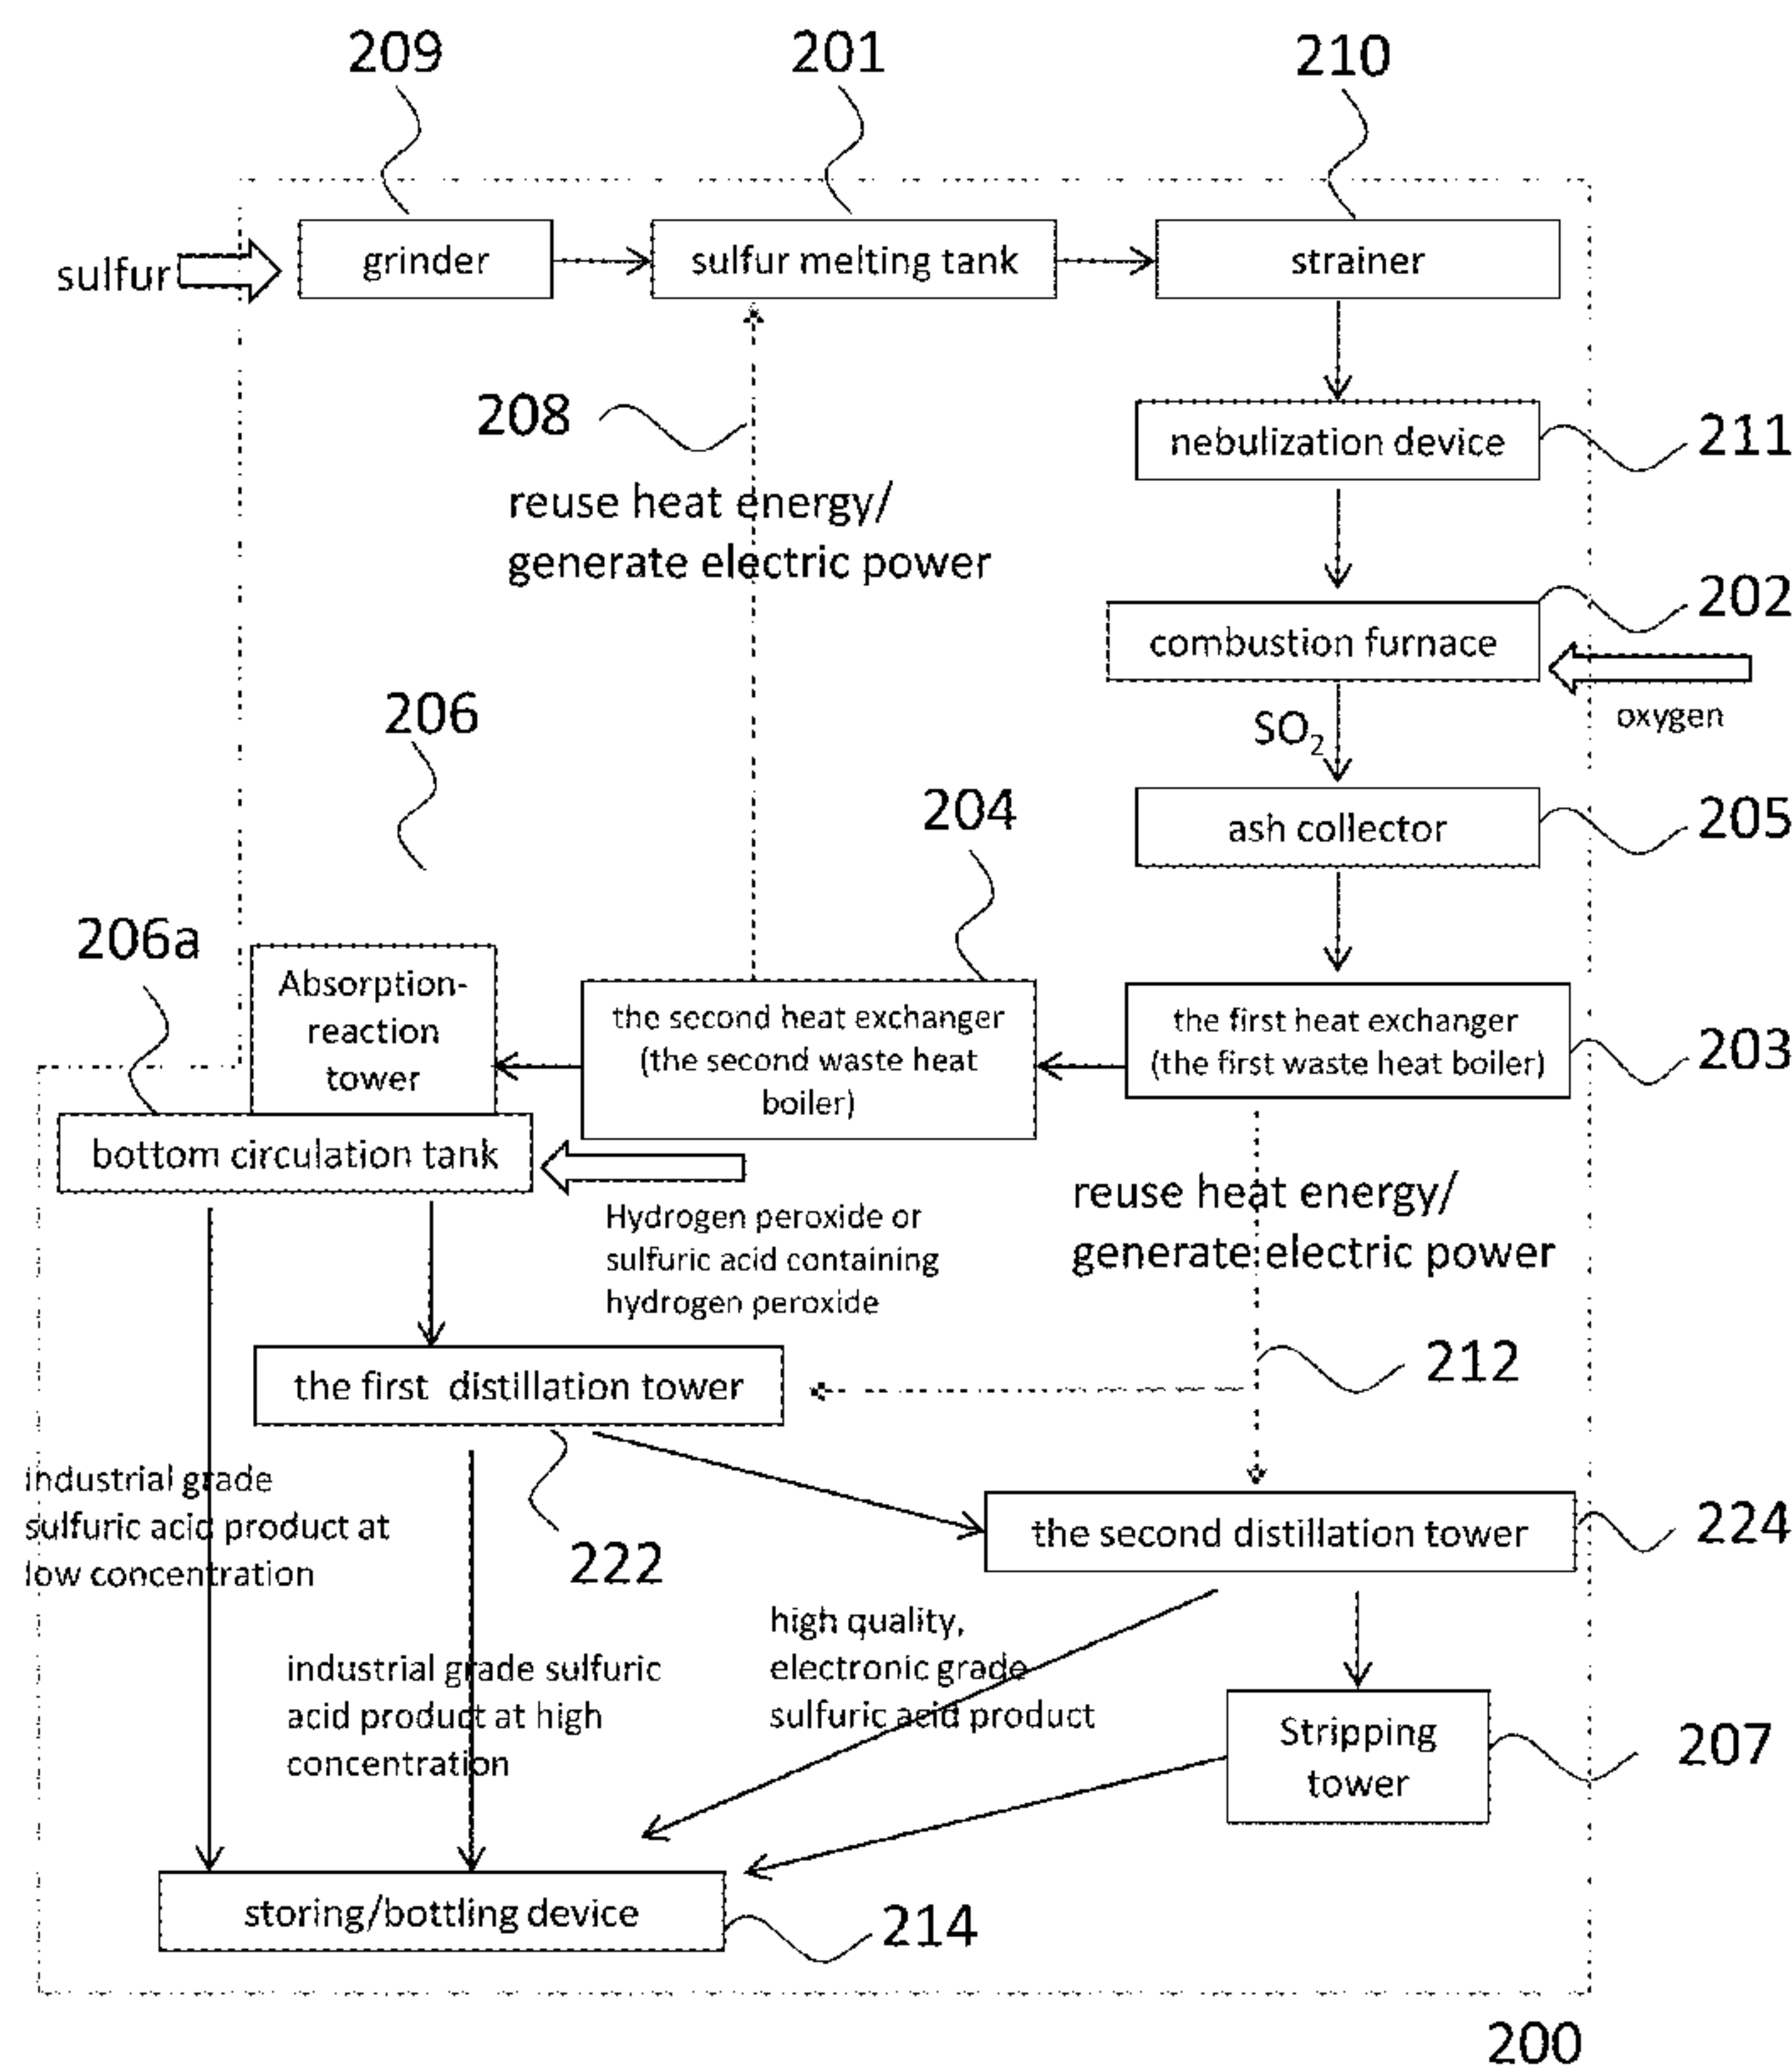 209
201
210
sulfur
grinder
sulfur melting tank
strainer
208
nebulization device
211
reuse heat energy/
generate electric power
202
combustion furnace
oxygen
SO2
206
204
ash collector
205
206a
Absorption-
reaction
tower
the second heat exchanger
(the second waste heat
boiler)
the first heat exchanger
(the first waste heat boiler)
203
bottom circulation tank
Hydrogen peroxide or
sulfuric acid containing
hydrogen peroxide
reuse heat energy/
generate electric power
212
the first distillation tower
industrial grade
sulfuric acid product at
low concentration
222
the second distillation tower
224
industrial grade sulfuric
acid product at high
concentration
high quality,
electronic grade
sulfuric acid product
Stripping
tower
207
storing/bottling device
214
200